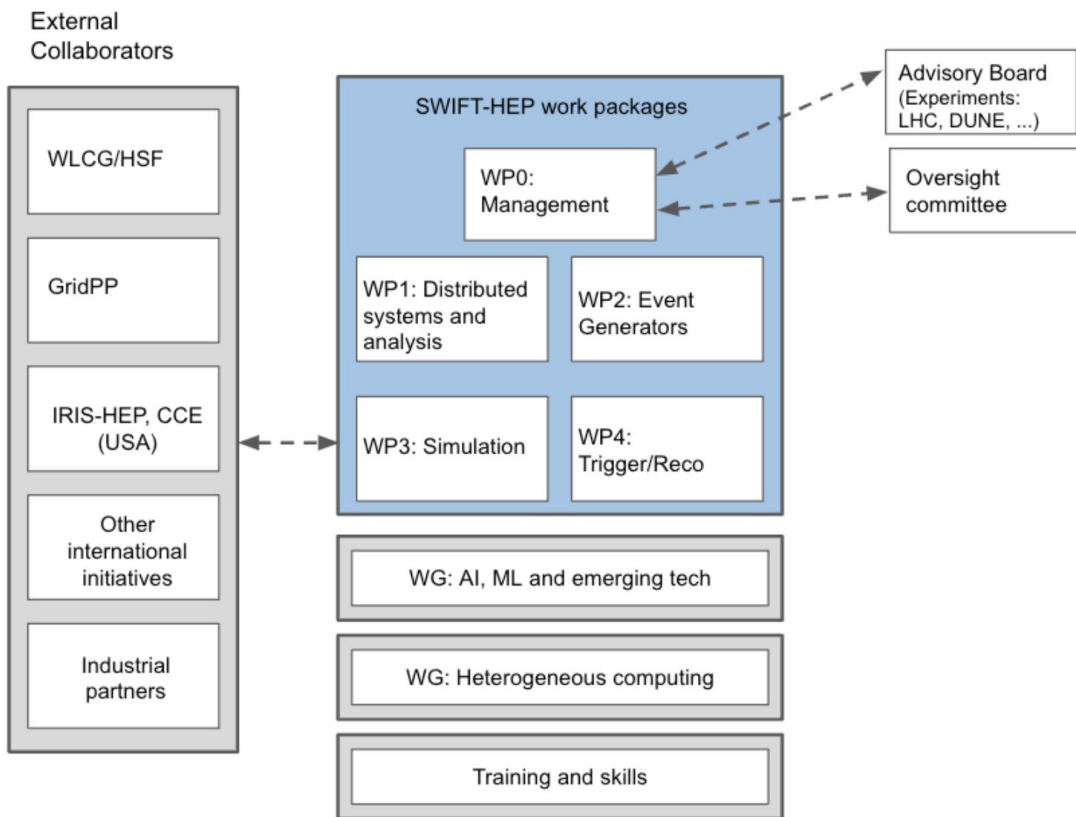 External
Collaborators
WLCG/HSF
GridPP
IRIS-HEP, CCE
(USA)
Other
international
initiatives
Industrial
partners
SWIFT-HEP work packages
WP0:
Management
WP1: Distributed
systems and
analysis
WP2: Event
Generators
WP3: Simulation
WP4:
Trigger/Reco
WG: AI, ML and emerging tech
WG: Heterogeneous computing
Training and skills
Advisory Board
(Experiments:
LHC, DUNE, ...)
Oversight
committee